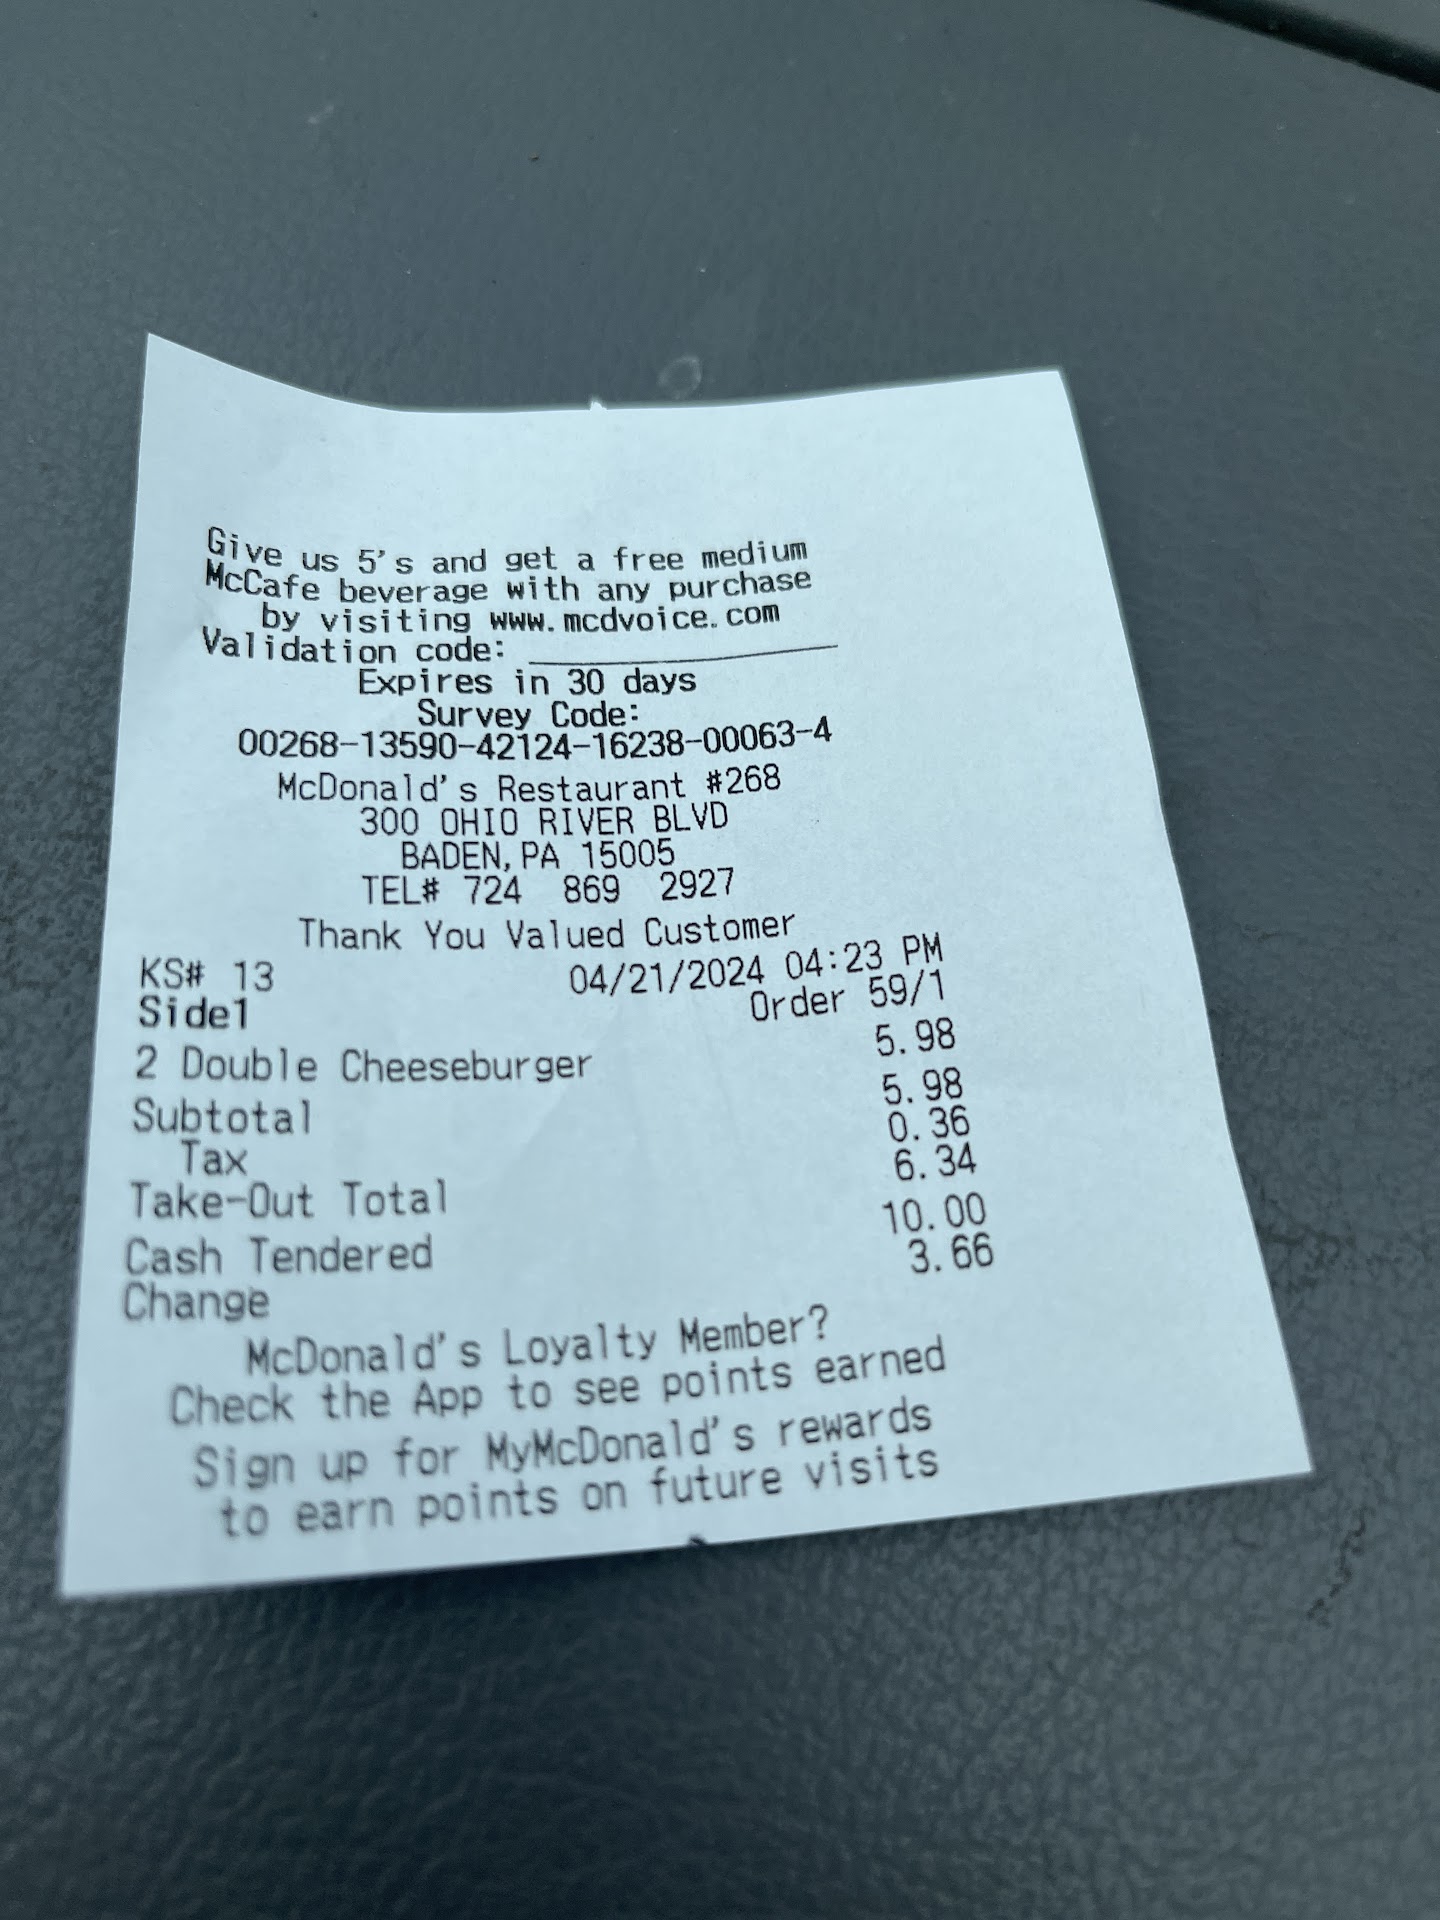 Give us 5's and get a free medium
McCafe beverage with any purchase
by visiting www.mcdvoice.com
Validation code: ____________
Expires in 30 days
Survey Code:
00268-13590-42124-16238-00063-4
McDonald's Restaurant #268
300 OHIO RIVER BLVD
BADEN, PA 15005
TEL# 724 869 2927
Thank You Valued Customer
KS# 13 04/21/2024 04:23 PM
Side1 Order 59/1
2 Double Cheeseburger 5.98
Subtotal 5.98
Tax 0.36
Take-Out Total 6.34
Cash Tendered 10.00
Change 3.66
McDonald's Loyalty Member?
Check the App to see points earned
Sign up for MyMcDonald's rewards
to earn points on future visits